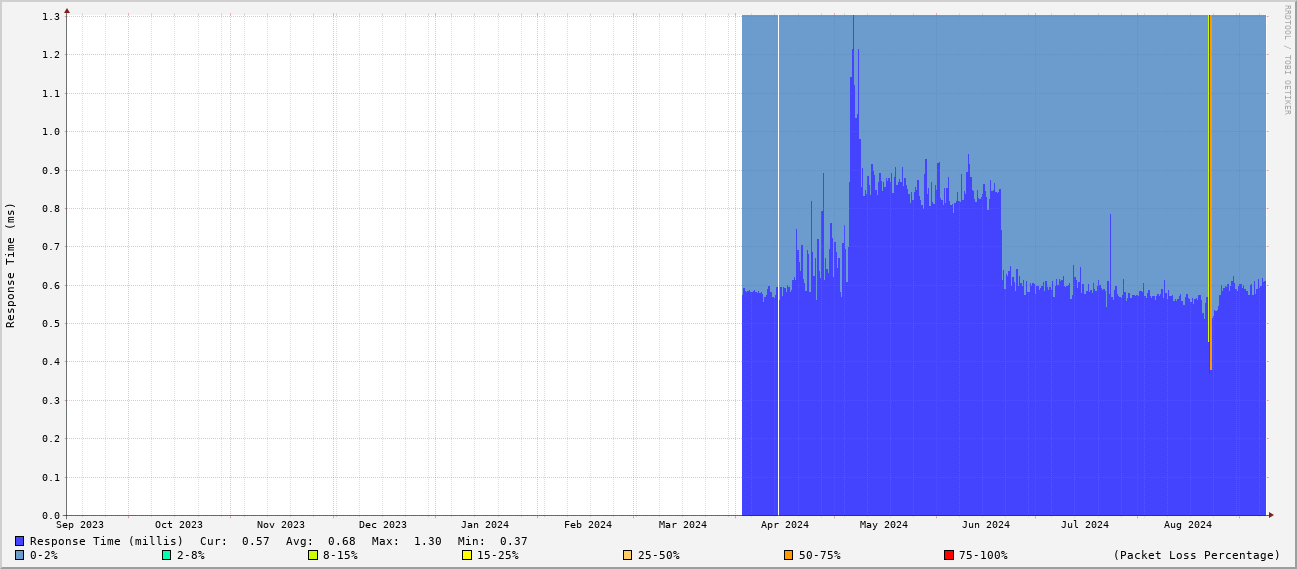 RRDTOOL / TOBI OETIKER
Response Time (ms)
1.3
1.2
1.1
1.0
0.9
0.8
0.7
0.6
0.5
0.4
0.3
0.2
0.1
0.0
Sep 2023 Oct 2023 Nov 2023 Dec 2023 Jan 2024 Feb 2024 Mar 2024 Apr 2024 May 2024 Jun 2024 Jul 2024 Aug 2024
Response Time (millis) Cur: 0.57 Avg: 0.68 Max: 1.30 Min: 0.37
0-2% 2-8% 8-15% 15-25% 25-50% 50-75% 75-100% (Packet Loss Percentage)